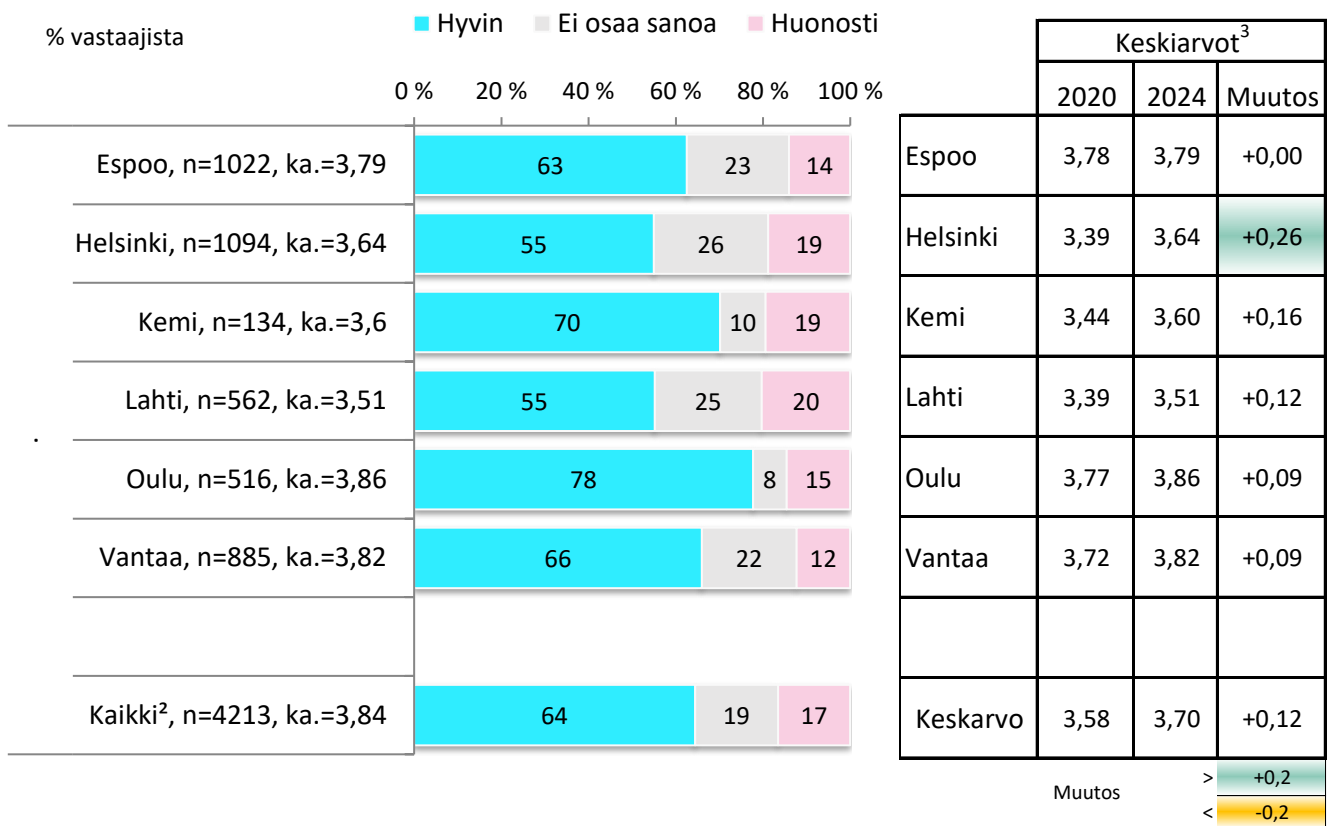 % vastaajista
Hyvin Ei osaa sanoa Huonosti
0 % 20 % 40 % 60 % 80 % 100 %
Espoo, n=1022, ka.=3,79 63 23 14
Helsinki, n=1094, ka.=3,64 55 26 19
Kemi, n=134, ka.=3,6 70 10 19
Lahti, n=562, ka.=3,51 55 25 20
.
Oulu, n=516, ka.=3,86 78 8 15
Vantaa, n=885, ka.=3,82 66 22 12
Kaikki², n=4213, ka.=3,84 64 19 17
Keskiarvot³
2020 2024 Muutos
Espoo 3,78 3,79 +0,00
Helsinki 3,39 3,64 +0,26
Kemi 3,44 3,60 +0,16
Lahti 3,39 3,51 +0,12
Oulu 3,77 3,86 +0,09
Vantaa 3,72 3,82 +0,09
Keskarvo 3,58 3,70 +0,12
Muutos
> +0,2
< -0,2